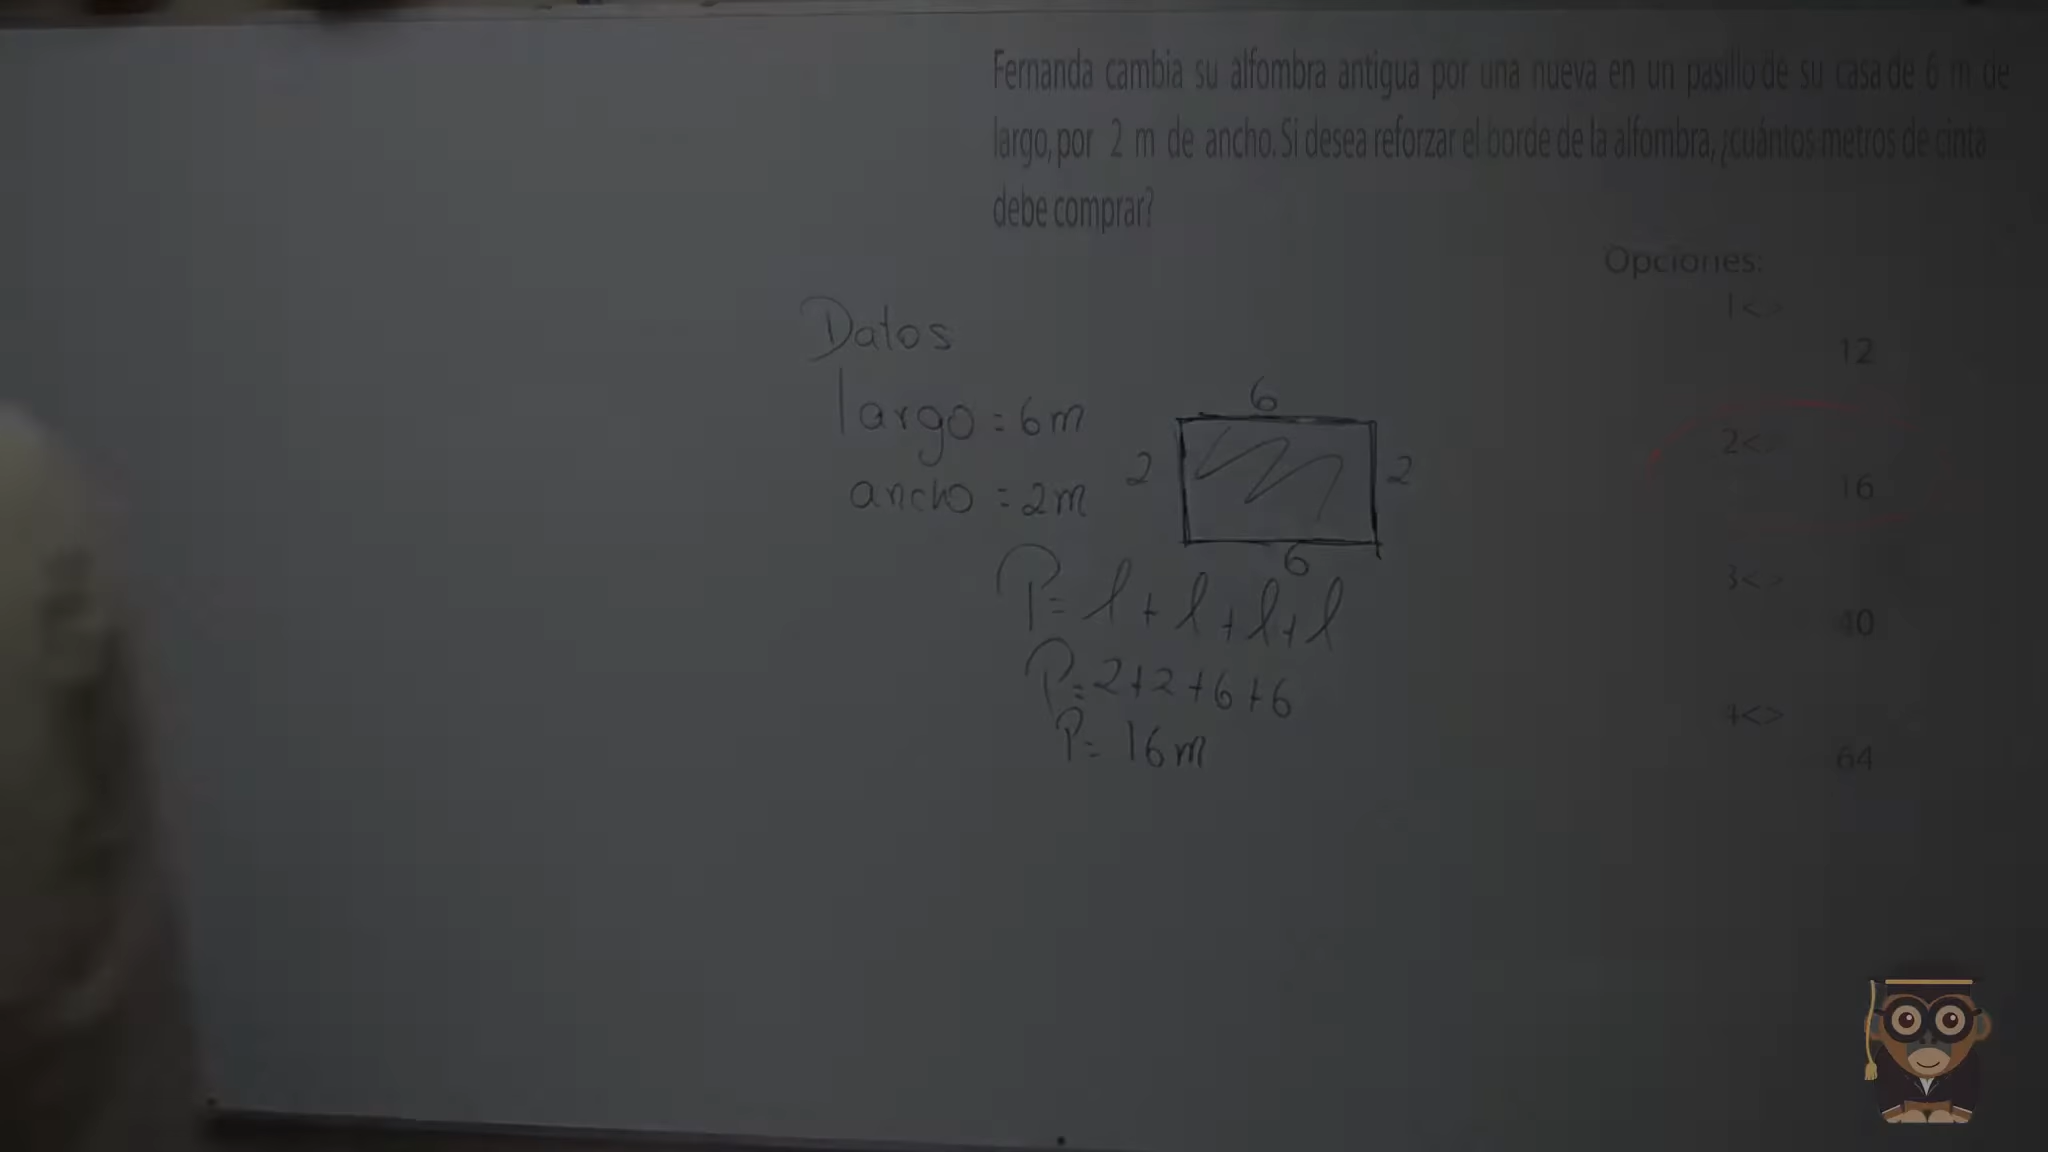 Fernanda cambia su alfombra antigua por una nueva en un pasillo de su casa de 6 m de
largo, por 2 m de ancho. Si desea reforzar el borde de la alfombra, ¿cuántos metros de cinta
debe comprar?
Opciones:
1<>
12
2<>
16
3<>
40
4<>
64
Datos
largo = 6m
ancho = 2m
6
2
2
6
P= l + l + l + l
P= 2+2+6+6
P= 16m